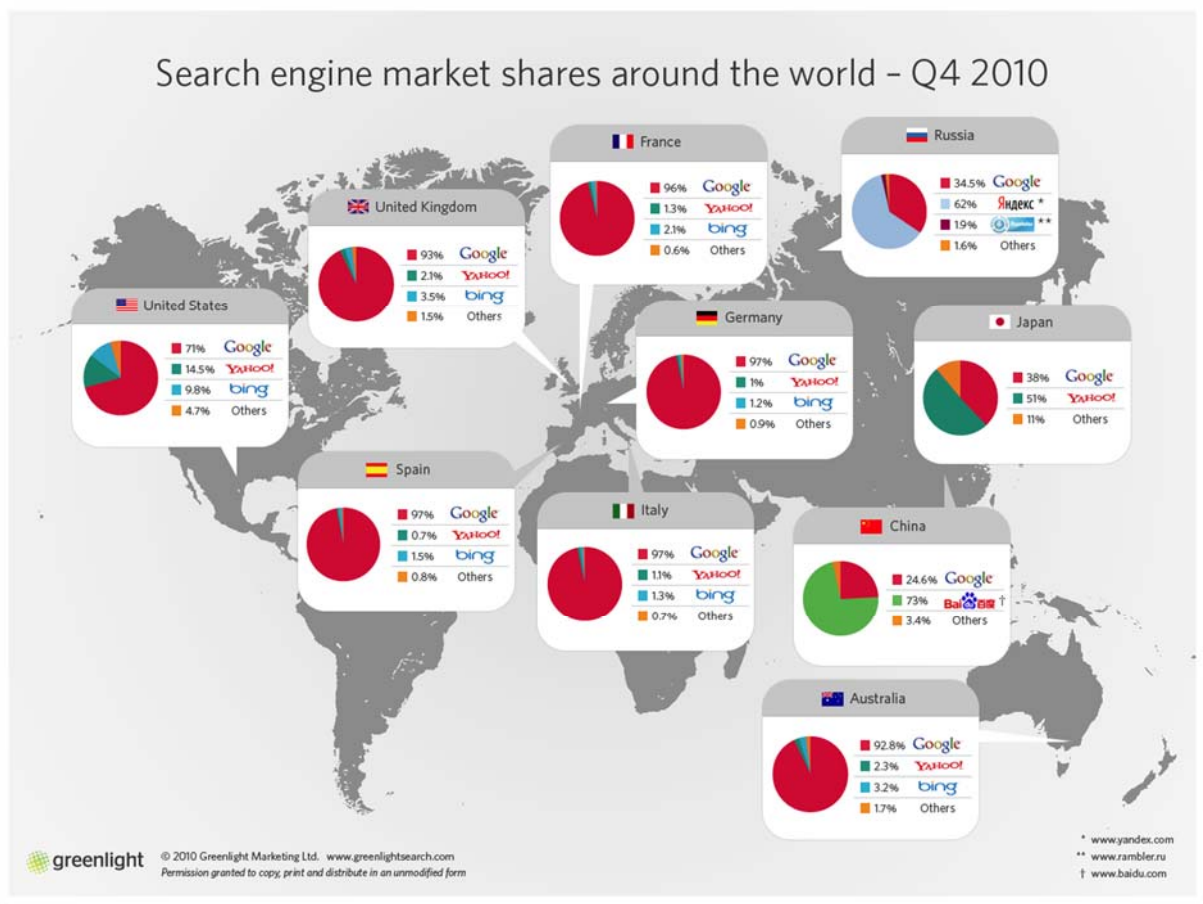 Search engine market shares around the world – Q4 2010
France
96% Google
1.3% YAHOO!
2.1% bing
0.6% Others
Russia
34.5% Google
62% Яндекс *
1.9% **
1.6% Others
United Kingdom
93% Google
2.1% YAHOO!
3.5% bing
1.5% Others
United States
71% Google
14.5% YAHOO!
9.8% bing
4.7% Others
Germany
97% Google
1% YAHOO!
1.2% bing
0.9% Others
Japan
38% Google
51% YAHOO!
11% Others
Spain
97% Google
0.7% YAHOO!
1.5% bing
0.8% Others
Italy
97% Google
1.1% YAHOO!
1.3% bing
0.7% Others
China
24.6% Google
73% Bai百度 †
3.4% Others
Australia
92.8% Google
2.3% YAHOO!
3.2% bing
1.7% Others
greenlight
© 2010 Greenlight Marketing Ltd. www.greenlightsearch.com
Permission granted to copy, print and distribute in an unmodified form
* www.yandex.com
** www.rambler.ru
† www.baidu.com